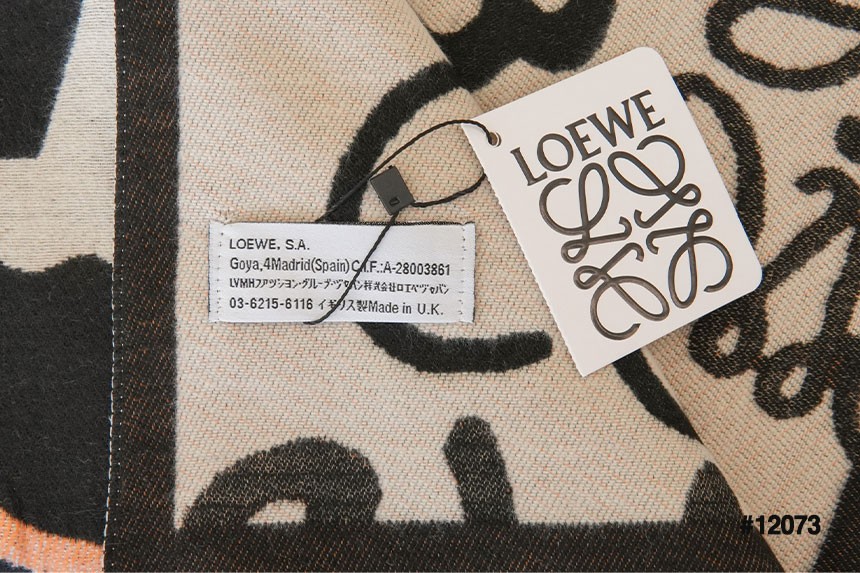 LOEWE
LOEWE, S.A.
Goya,4Madrid(Spain)C.I.F.:A-28003861
LVMHファツシヨン・グループ・ジャパン株式会社ロエベジャパン
03-6215-6116 イギリス製Made in U.K.
#12073